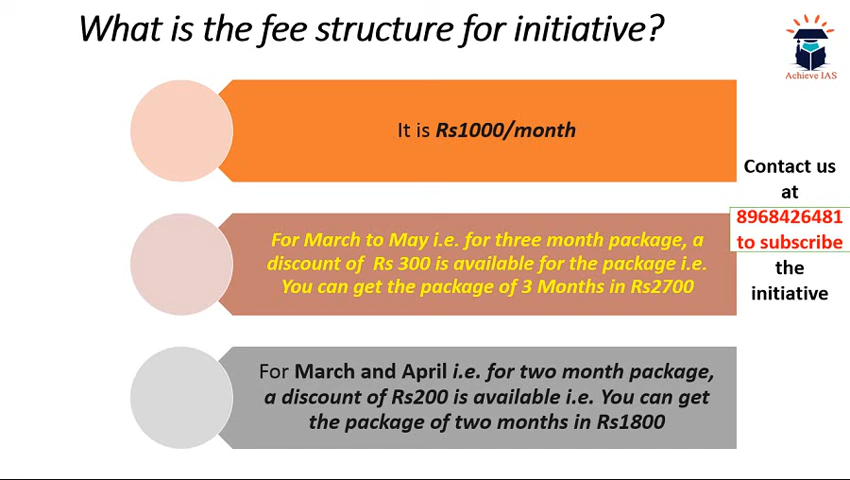 What is the fee structure for initiative?
Achieve IAS
It is Rs1000/month
For March to May i.e. for three month package, a
discount of Rs 300 is available for the package i.e.
You can get the package of 3 Months in Rs2700
For March and April i.e. for two month package,
a discount of Rs200 is available i.e. You can get
the package of two months in Rs1800
Contact us
at
8968426481
to subscribe
the
initiative